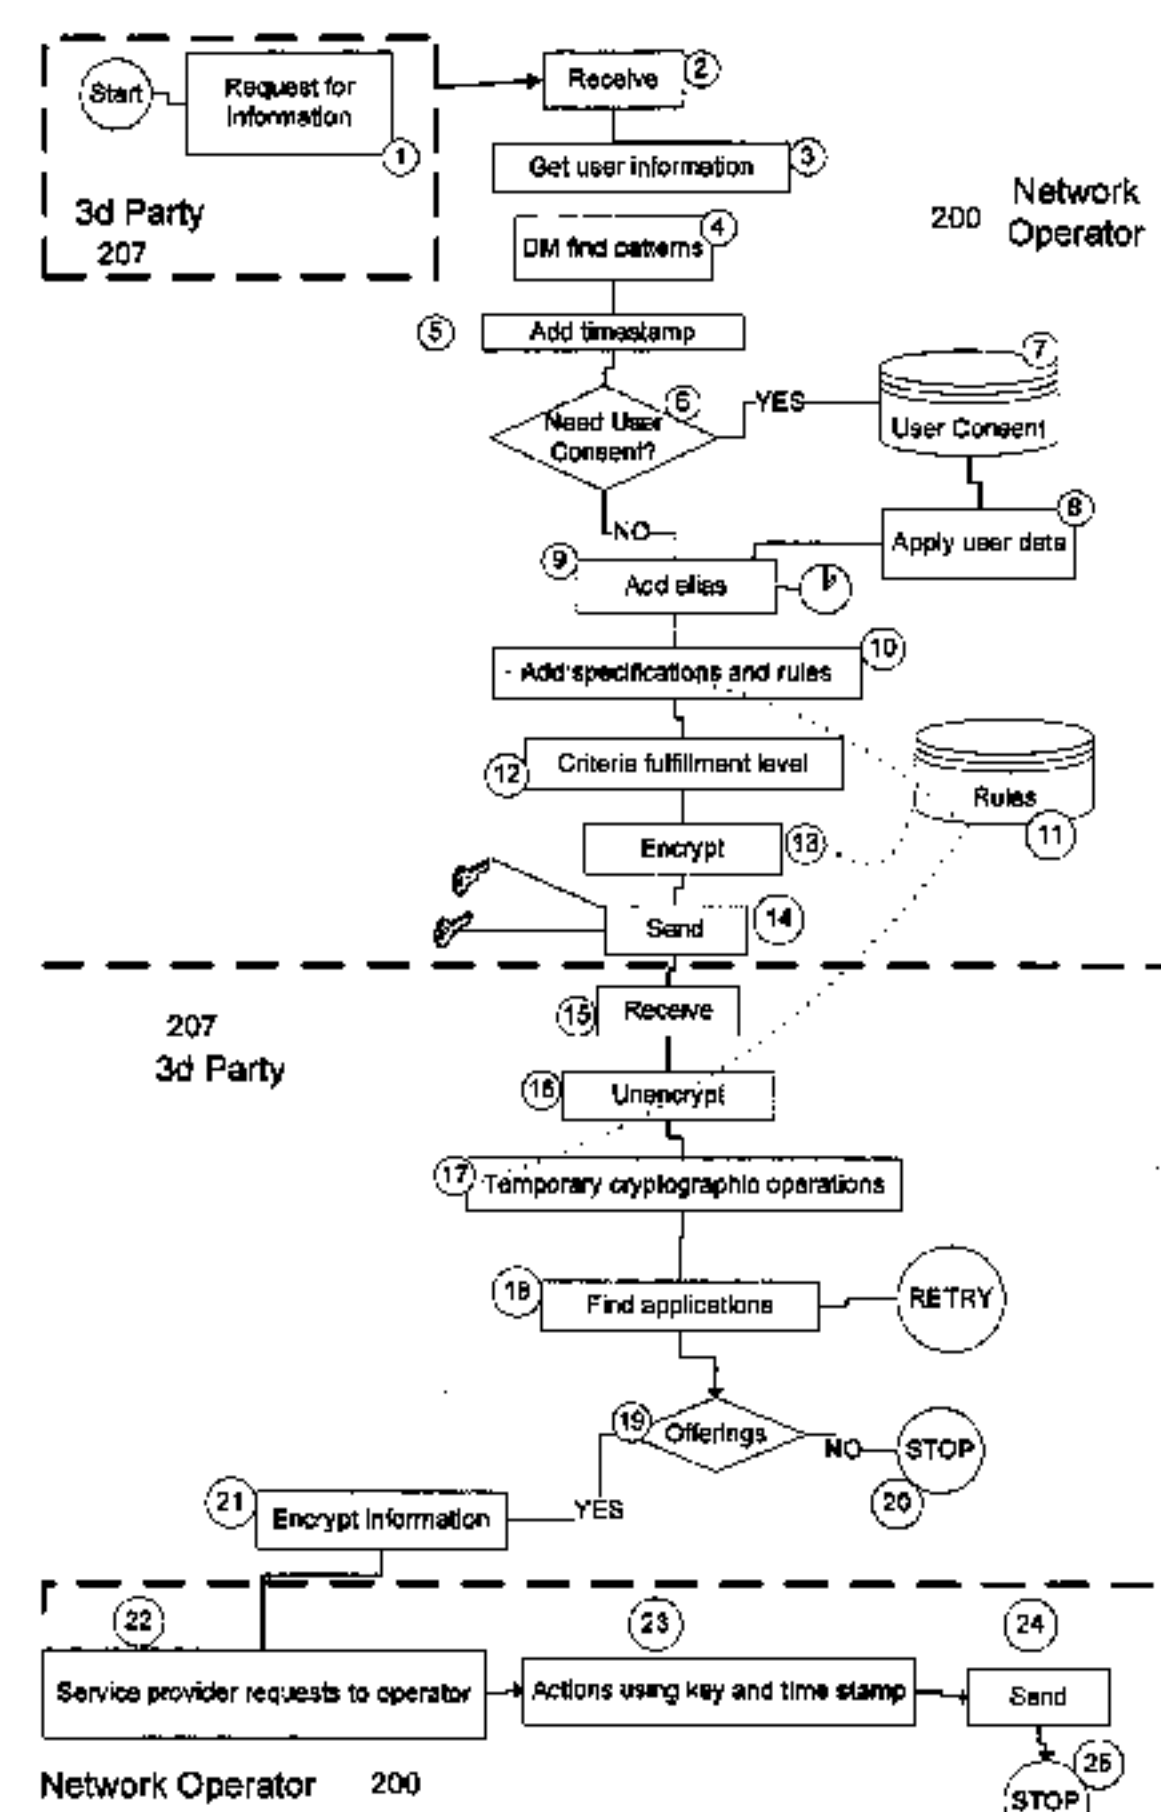 Start
Request for
Information
1
3d Party
207
Receive
2
Get user information
3
200
Network
Operator
DM find patterns
4
5
Add timestamp
Need User
Consent?
6
YES
7
User Consent
8
Apply user data
NO
9
Add alias
Add specifications and rules
10
12
Criteria fulfillment level
Rules
11
Encrypt
13
Send
14
207
3d Party
15
Receive
16
Unencrypt
17
Temporary cryptographic operations
18
Find applications
RETRY
19
Offerings
NO
STOP
20
21
Encrypt Information
YES
22
23
24
Service provider requests to operator
Actions using key and time stamp
Send
25
STOP
Network Operator
200